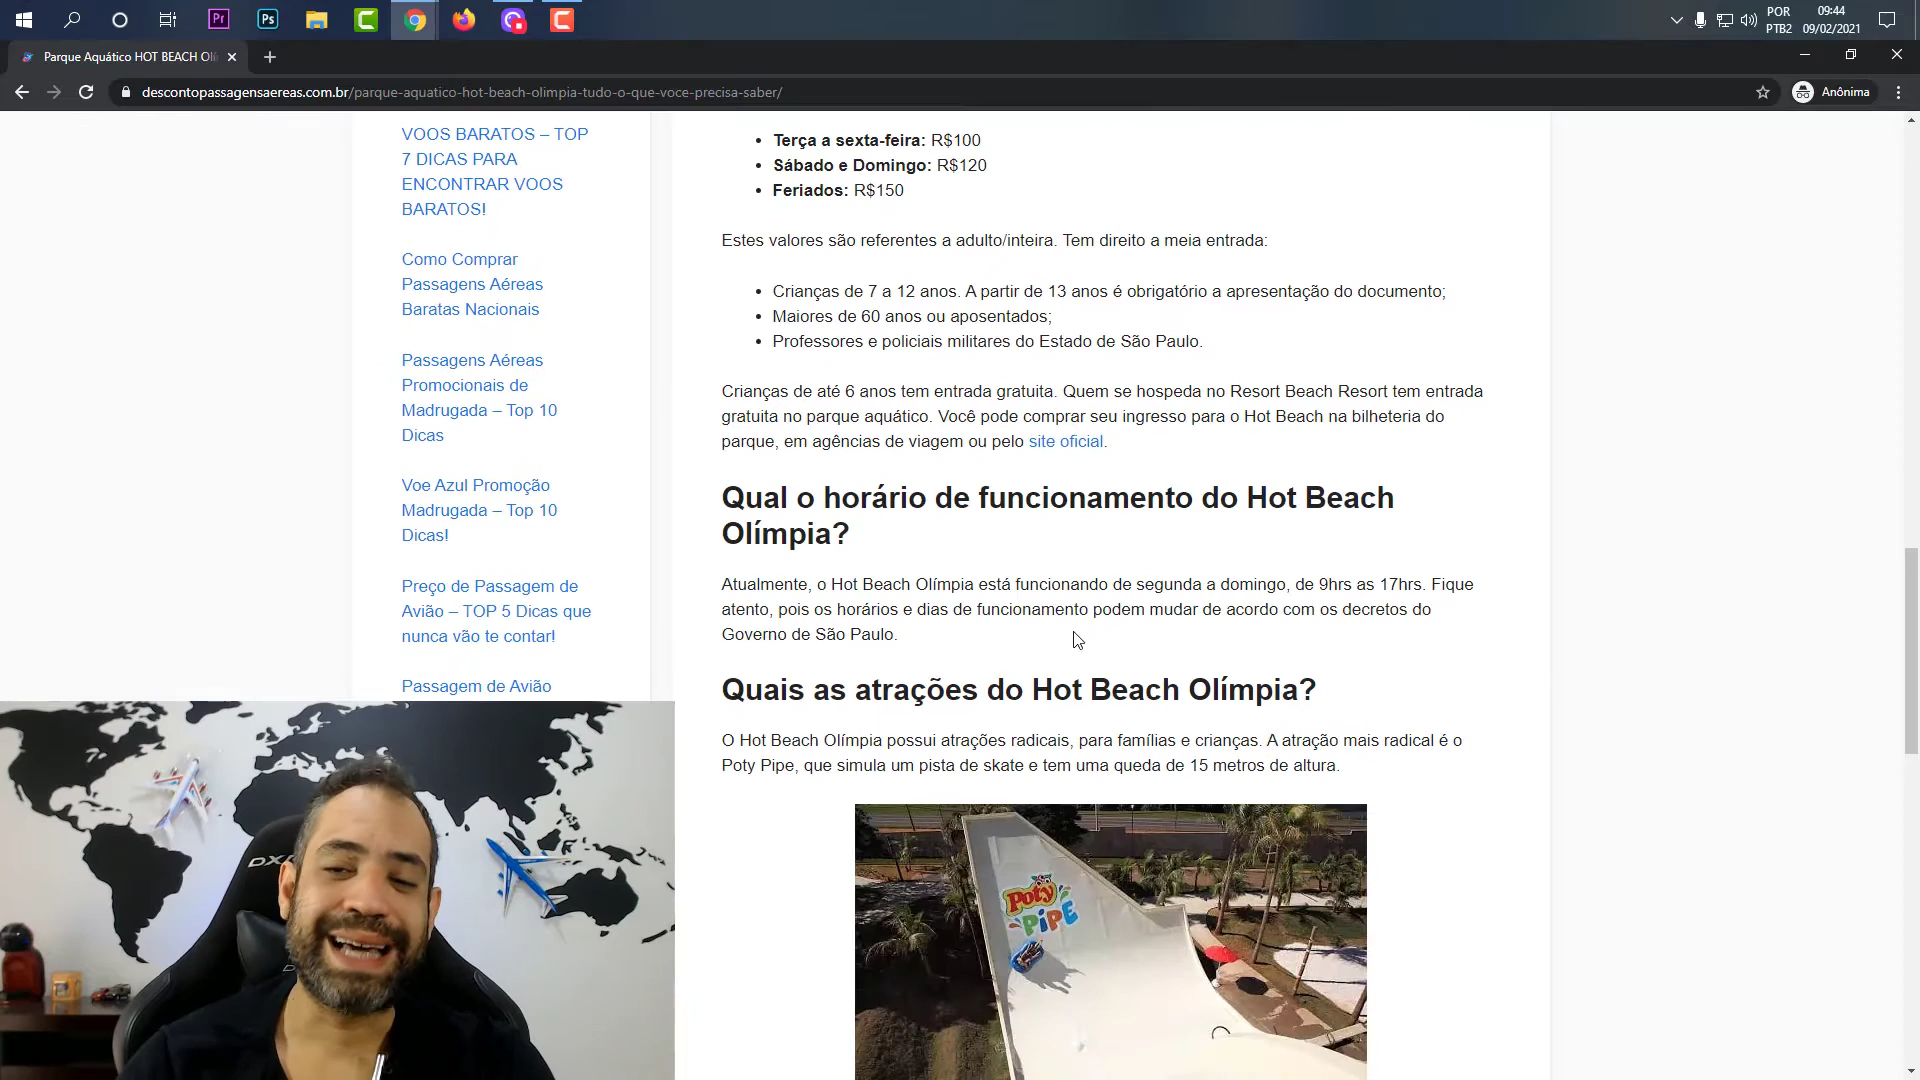 POR
PTB2
09:44
09/02/2021
Parque Aquático HOT BEACH Olí
descontopassagensaereas.com.br/parque-aquatico-hot-beach-olimpia-tudo-o-que-voce-precisa-saber/
Anônima
VOOS BARATOS – TOP
7 DICAS PARA
ENCONTRAR VOOS
BARATOS!
Como Comprar
Passagens Aéreas
Baratas Nacionais
Passagens Aéreas
Promocionais de
Madrugada – Top 10
Dicas
Voe Azul Promoção
Madrugada – Top 10
Dicas!
Preço de Passagem de
Avião – TOP 5 Dicas que
nunca vão te contar!
Passagem de Avião
Terça a sexta-feira: R$100
Sábado e Domingo: R$120
Feriados: R$150
Estes valores são referentes a adulto/inteira. Tem direito a meia entrada:
Crianças de 7 a 12 anos. A partir de 13 anos é obrigatório a apresentação do documento;
Maiores de 60 anos ou aposentados;
Professores e policiais militares do Estado de São Paulo.
Crianças de até 6 anos tem entrada gratuita. Quem se hospeda no Resort Beach Resort tem entrada
gratuita no parque aquático. Você pode comprar seu ingresso para o Hot Beach na bilheteria do
parque, em agências de viagem ou pelo site oficial.
Qual o horário de funcionamento do Hot Beach
Olímpia?
Atualmente, o Hot Beach Olímpia está funcionando de segunda a domingo, de 9hrs as 17hrs. Fique
atento, pois os horários e dias de funcionamento podem mudar de acordo com os decretos do
Governo de São Paulo.
Quais as atrações do Hot Beach Olímpia?
O Hot Beach Olímpia possui atrações radicais, para famílias e crianças. A atração mais radical é o
Poty Pipe, que simula um pista de skate e tem uma queda de 15 metros de altura.
Poty
PIPE
Pr
Ps